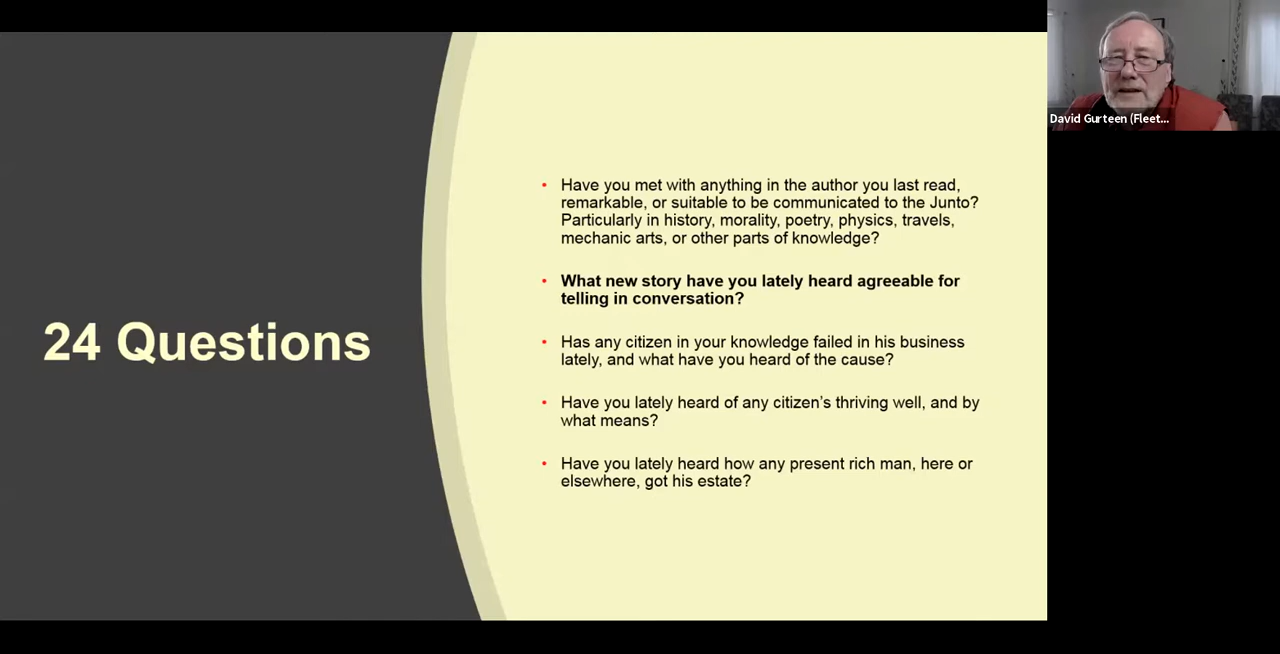 24 Questions
• Have you met with anything in the author you last read,
remarkable, or suitable to be communicated to the Junto?
Particularly in history, morality, poetry, physics, travels,
mechanic arts, or other parts of knowledge?
• What new story have you lately heard agreeable for
telling in conversation?
• Has any citizen in your knowledge failed in his business
lately, and what have you heard of the cause?
• Have you lately heard of any citizen’s thriving well, and by
what means?
• Have you lately heard how any present rich man, here or
elsewhere, got his estate?
David Gurteen (Fleet...